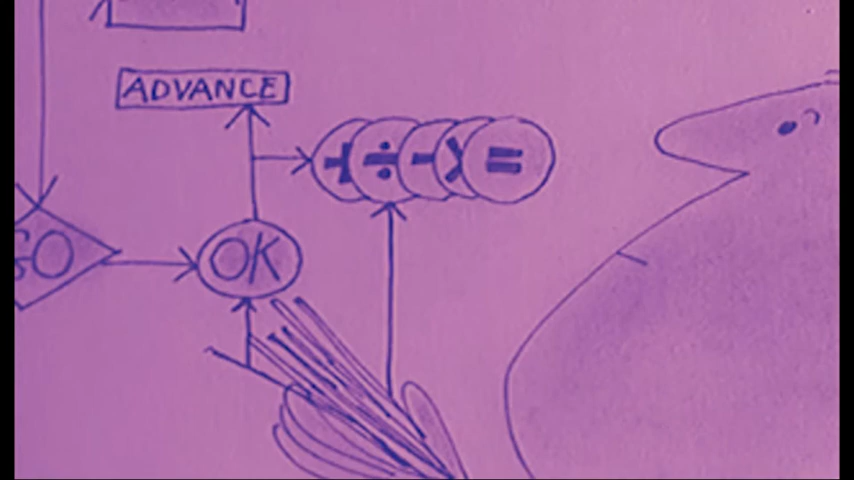 ADVANCE
+ ÷ - × =
GO
OK